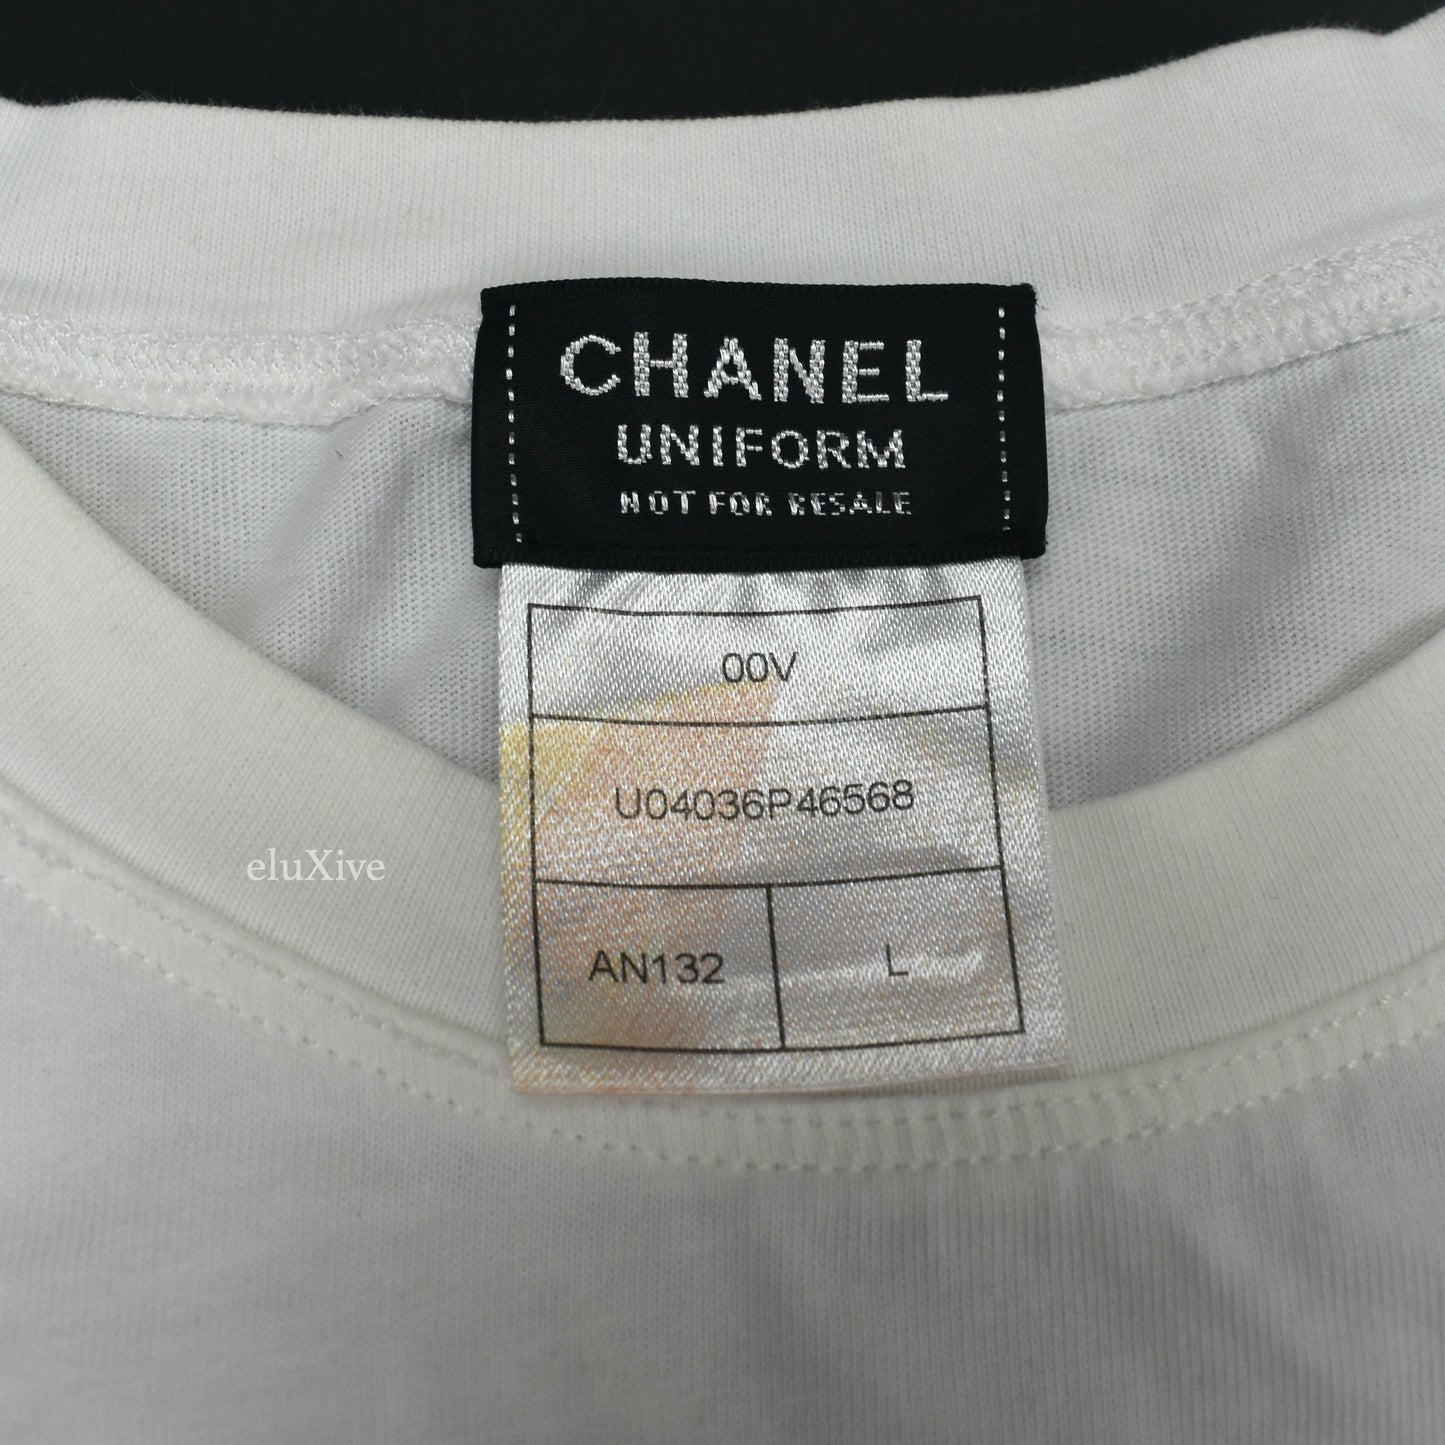 CHANEL
UNIFORM
NOT FOR RESALE
00V
U04036P46568
eluXive
AN132 L